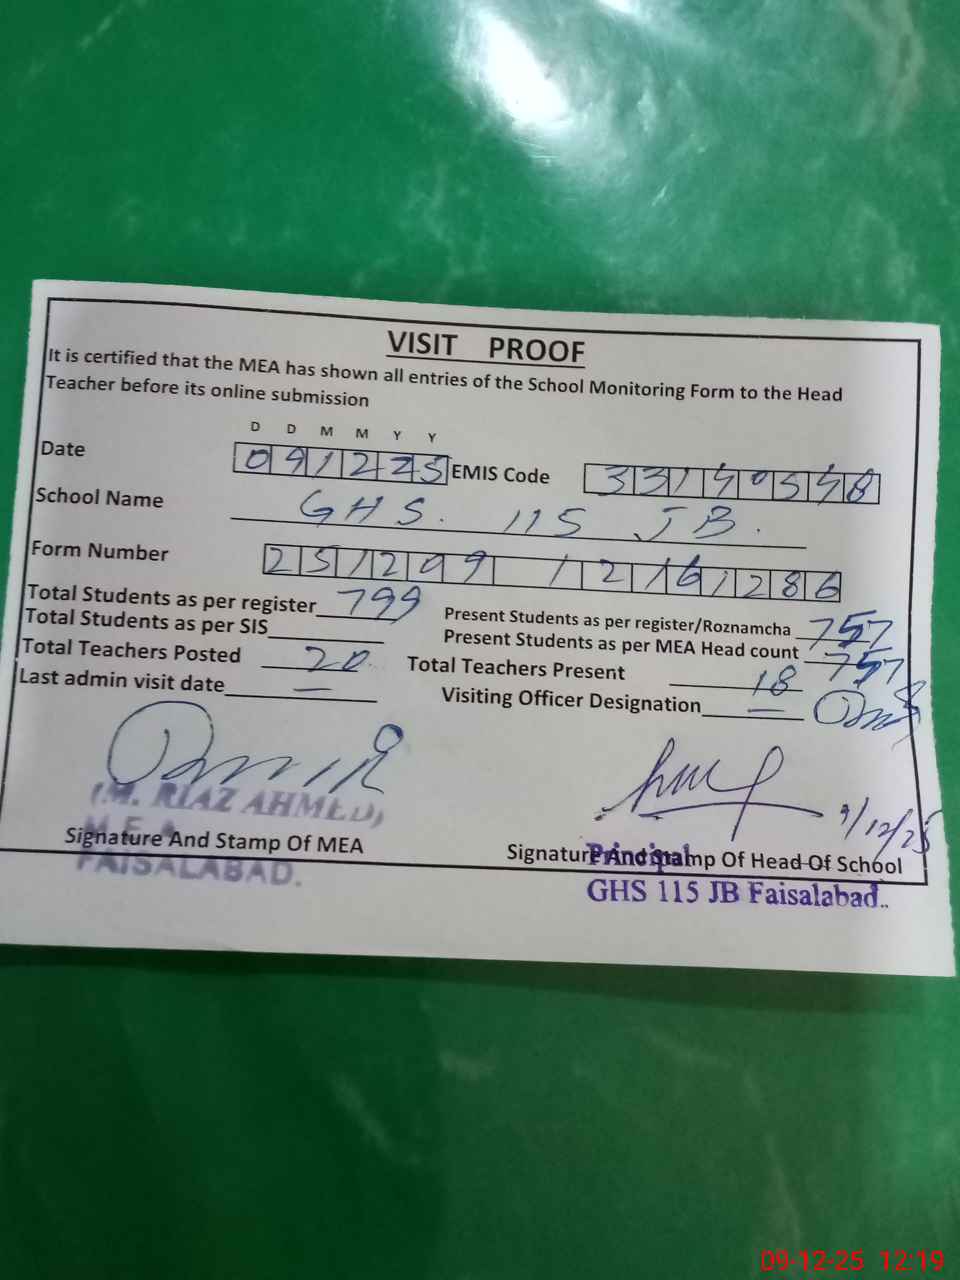 VISIT PROOF
It is certified that the MEA has shown all entries of the School Monitoring Form to the Head
Teacher before its online submission
D D M M Y Y
Date 091225 EMIS Code 33140548
School Name GHS. 115 JB.
Form Number 251299 12161286
Total Students as per register 799 Present Students as per register/Roznamcha 757
Total Students as per SIS Present Students as per MEA Head count 757
Total Teachers Posted 20 Total Teachers Present 18
Last admin visit date — Visiting Officer Designation —
(M. RIAZ AHMED)
9/12/25
M.E.A
Signature And Stamp Of MEA Signature And Stamp Of Head Of School
FAISALABAD.
Principal
GHS 115 JB Faisalabad..
09-12-25 12:19